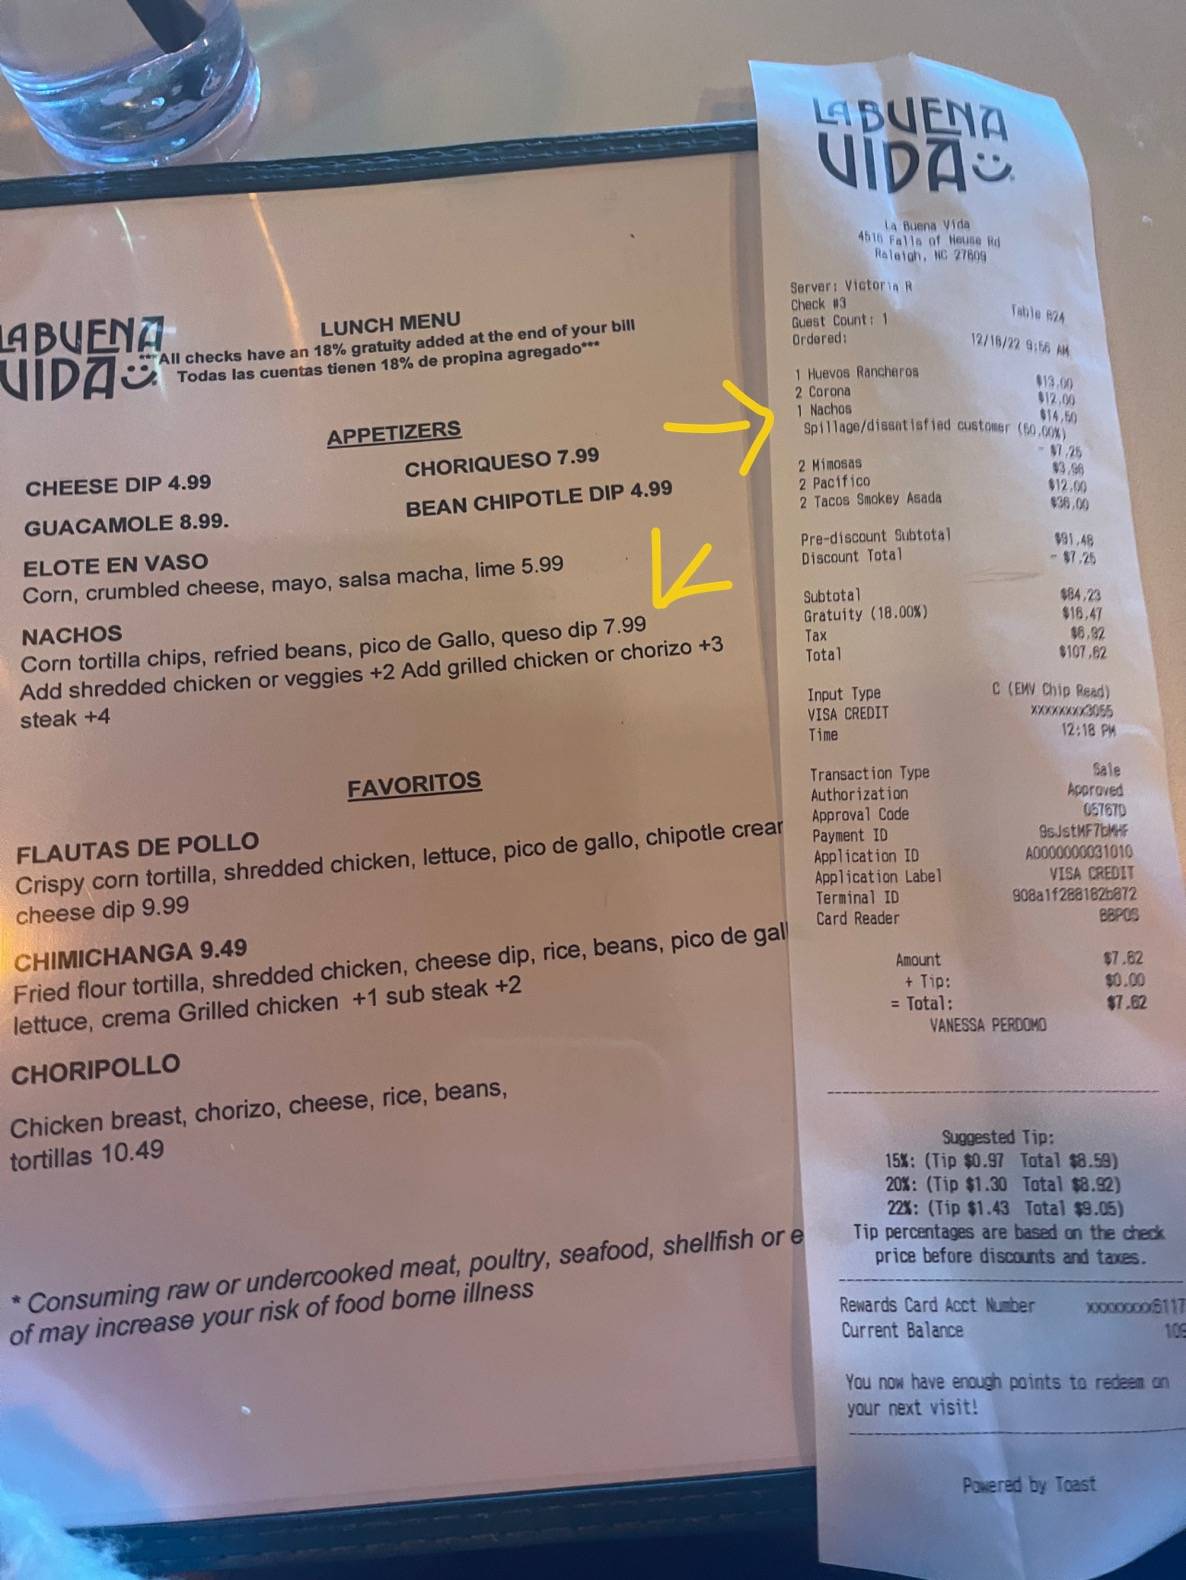 LA BUENA
VIDA
LUNCH MENU
***All checks have an 18% gratuity added at the end of your bill
Todas las cuentas tienen 18% de propina agregado***
APPETIZERS
CHEESE DIP 4.99
CHORIQUESO 7.99
GUACAMOLE 8.99.
BEAN CHIPOTLE DIP 4.99
ELOTE EN VASO
Corn, crumbled cheese, mayo, salsa macha, lime 5.99
NACHOS
Corn tortilla chips, refried beans, pico de Gallo, queso dip 7.99
Add shredded chicken or veggies +2 Add grilled chicken or chorizo +3
steak +4
FAVORITOS
FLAUTAS DE POLLO
Crispy corn tortilla, shredded chicken, lettuce, pico de gallo, chipotle crear
cheese dip 9.99
CHIMICHANGA 9.49
Fried flour tortilla, shredded chicken, cheese dip, rice, beans, pico de gall
lettuce, crema Grilled chicken +1 sub steak +2
CHORIPOLLO
Chicken breast, chorizo, cheese, rice, beans,
tortillas 10.49
* Consuming raw or undercooked meat, poultry, seafood, shellfish or e
of may increase your risk of food borne illness
LA BUENA
VIDA
La Buena Vida
4516 Falls of Neuse Rd
Raleigh, NC 27609
Server: Victoria R
Check #3 Table 824
Guest Count: 1
Ordered: 12/18/22 9:56 AM
1 Huevos Rancheros $13.00
2 Corona $12.00
1 Nachos $14.50
Spillage/dissatisfied customer (50.00%)
- $7.25
2 Mimosas $3.98
2 Pacifico $12.00
2 Tacos Smokey Asada $36.00
Pre-discount Subtotal $91.48
Discount Total - $7.25
Subtotal $84.23
Gratuity (18.00%) $16.47
Tax $6.92
Total $107.62
Input Type C (EMV Chip Read)
VISA CREDIT xxxxxxxx3055
Time 12:18 PM
Transaction Type Sale
Authorization Approved
Approval Code 05767D
Payment ID 9sJstMF7bMHF
Application ID A0000000031010
Application Label VISA CREDIT
Terminal ID 908a1f288182b872
Card Reader BBPOS
Amount $7.62
+ Tip: $0.00
= Total: $7.62
VANESSA PERDOMO
Suggested Tip:
15%: (Tip $0.97 Total $8.59)
20%: (Tip $1.30 Total $8.92)
22%: (Tip $1.43 Total $9.05)
Tip percentages are based on the check
price before discounts and taxes.
Rewards Card Acct Number xxxxxxxx6117
Current Balance 109
You now have enough points to redeem on
your next visit!
Powered by Toast